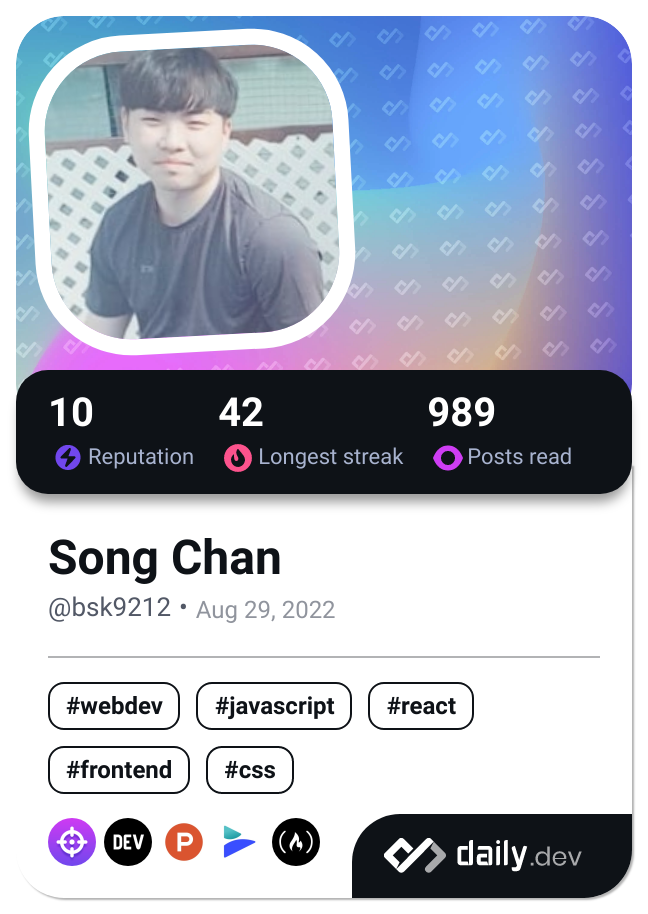 10 42 989
Reputation Longest streak Posts read
Song Chan
@bsk9212 • Aug 29, 2022
#webdev #javascript #react
#frontend #css
DEV P
daily.dev